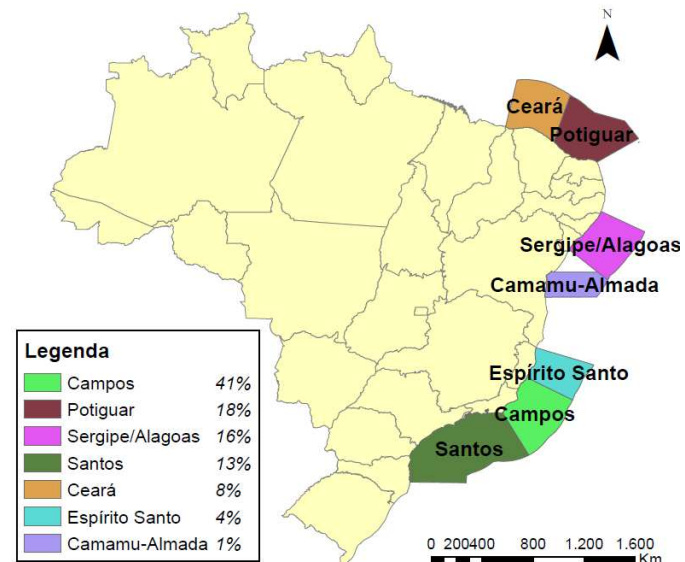 N
Ceará
Potiguar
Sergipe/Alagoas
Camamu-Almada
Espírito Santo
Campos
Santos
Legenda
Campos 41%
Potiguar 18%
Sergipe/Alagoas 16%
Santos 13%
Ceará 8%
Espírito Santo 4%
Camamu-Almada 1%
0 200400 800 1.200 1.600
Km